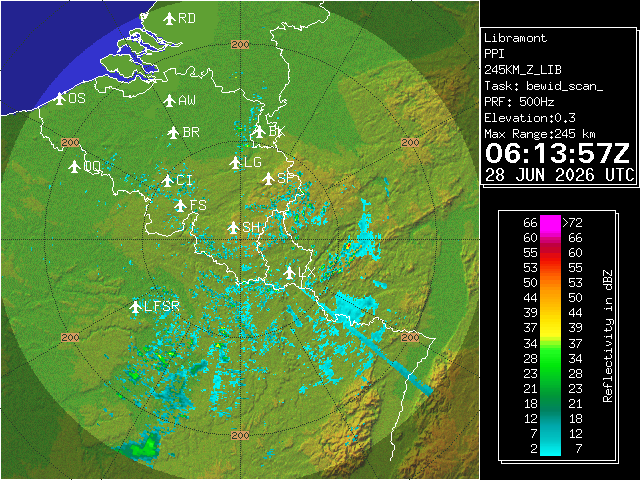 RD
200
OS
AW
BR
BK
200
200
LG
OO
CI
SP
FS
SH
LX
LFSR
200
200
200
Libramont
PPI
245KM_Z_LIB
Task: bewid_scan_
PRF: 500Hz
Elevation:0.3
Max Range:245 km
06:13:57Z
28 JUN 2026 UTC
66 >72
60 66
55 60
53 55
50 53
44 50
39 44
37 39
34 37
28 34
23 28
21 23
18 21
12 18
7 12
2 7
Reflectivity in dBZ